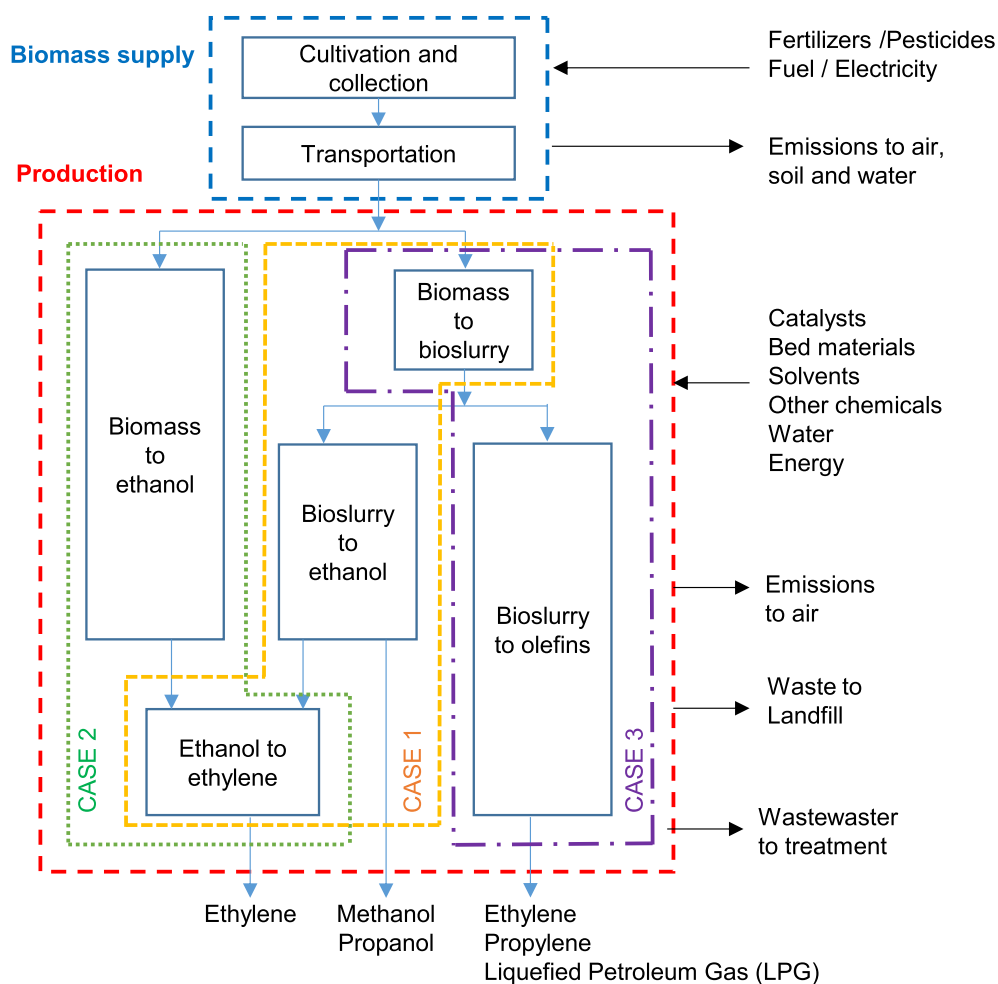 Biomass supply
Cultivation and
collection
Transportation
Fertilizers /Pesticides
Fuel / Electricity
Emissions to air,
soil and water
Production
Biomass
to
ethanol
Biomass
to
bioslurry
Bioslurry
to
ethanol
Bioslurry
to olefins
Ethanol to
ethylene
CASE 2
CASE 1
CASE 3
Catalysts
Bed materials
Solvents
Other chemicals
Water
Energy
Emissions
to air
Waste to
Landfill
Wastewaster
to treatment
Ethylene
Methanol
Propanol
Ethylene
Propylene
Liquefied Petroleum Gas (LPG)